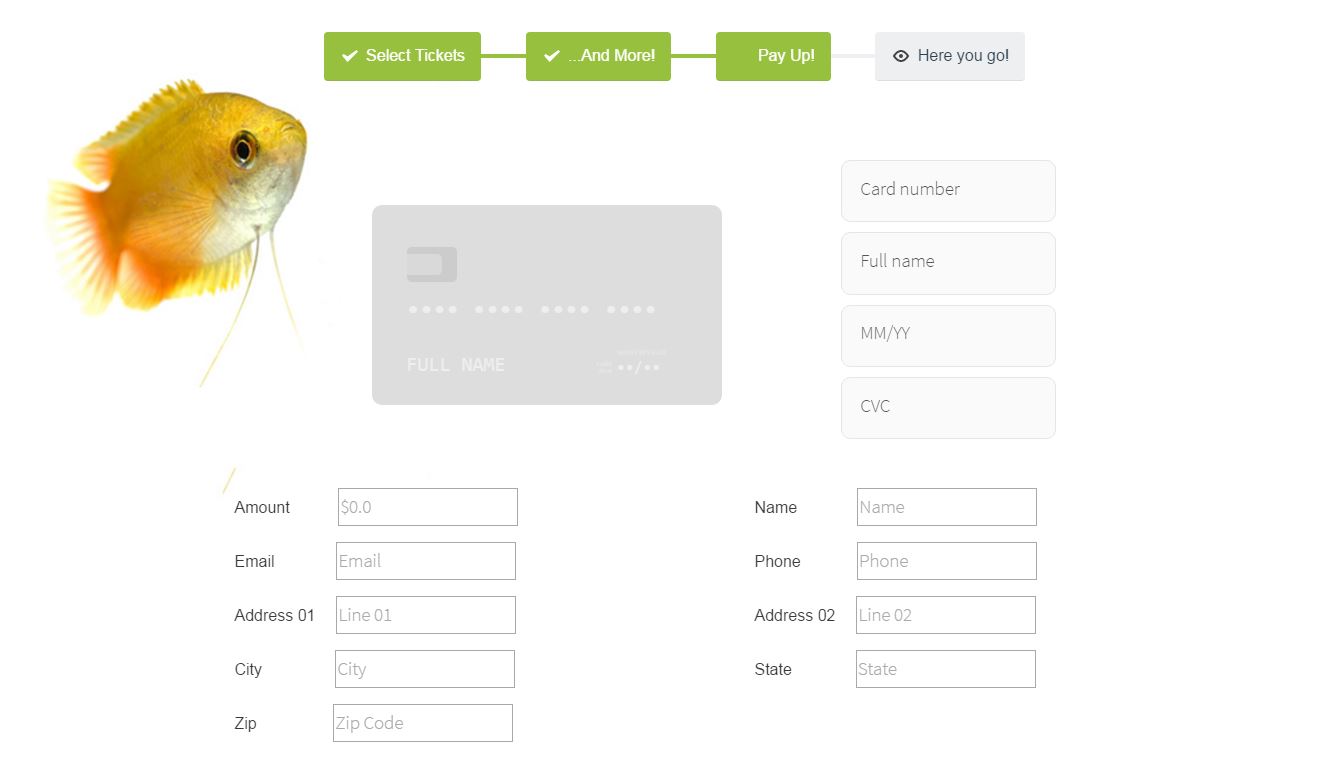 Select Tickets
...And More!
Pay Up!
Here you go!
Card number
Full name
MM/YY
CVC
•••• •••• •••• ••••
FULL NAME ••/••
Amount $0.0 Name Name
Email Email Phone Phone
Address 01 Line 01 Address 02 Line 02
City City State State
Zip Zip Code